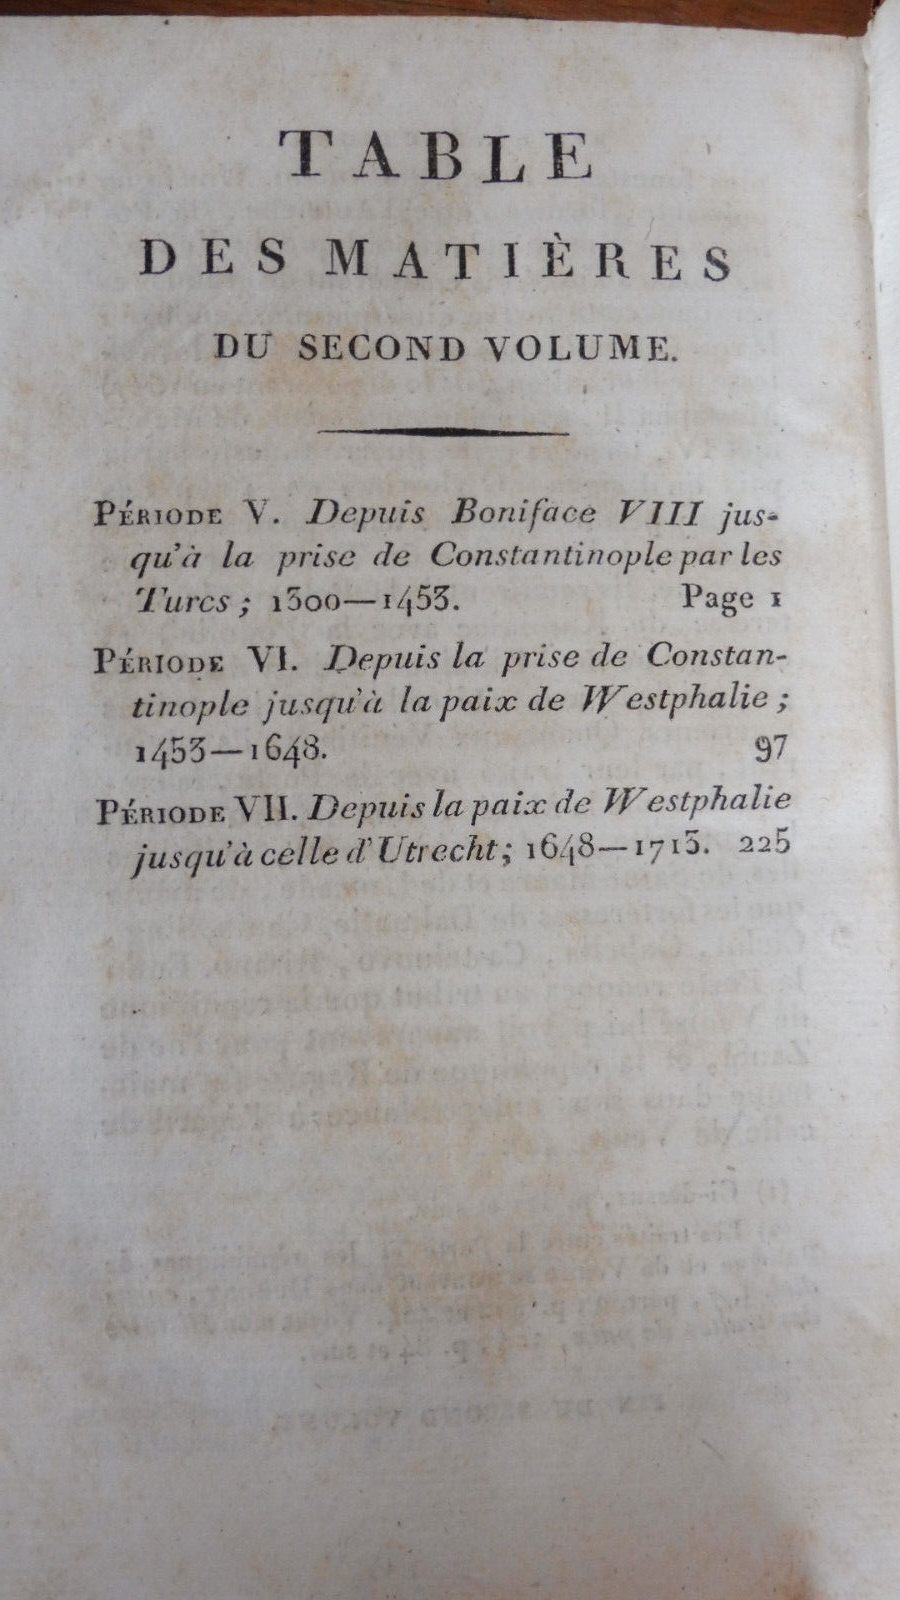 TABLE
DES MATIÈRES
DU SECOND VOLUME.
PÉRIODE V. Depuis Boniface VIII jus-
qu'à la prise de Constantinople par les
Turcs; 1300—1453. Page 1
PÉRIODE VI. Depuis la prise de Constan-
tinople jusqu'à la paix de Westphalie;
1453—1648. 97
PÉRIODE VII. Depuis la paix de Westphalie
jusqu'à celle d'Utrecht; 1648—1713. 225